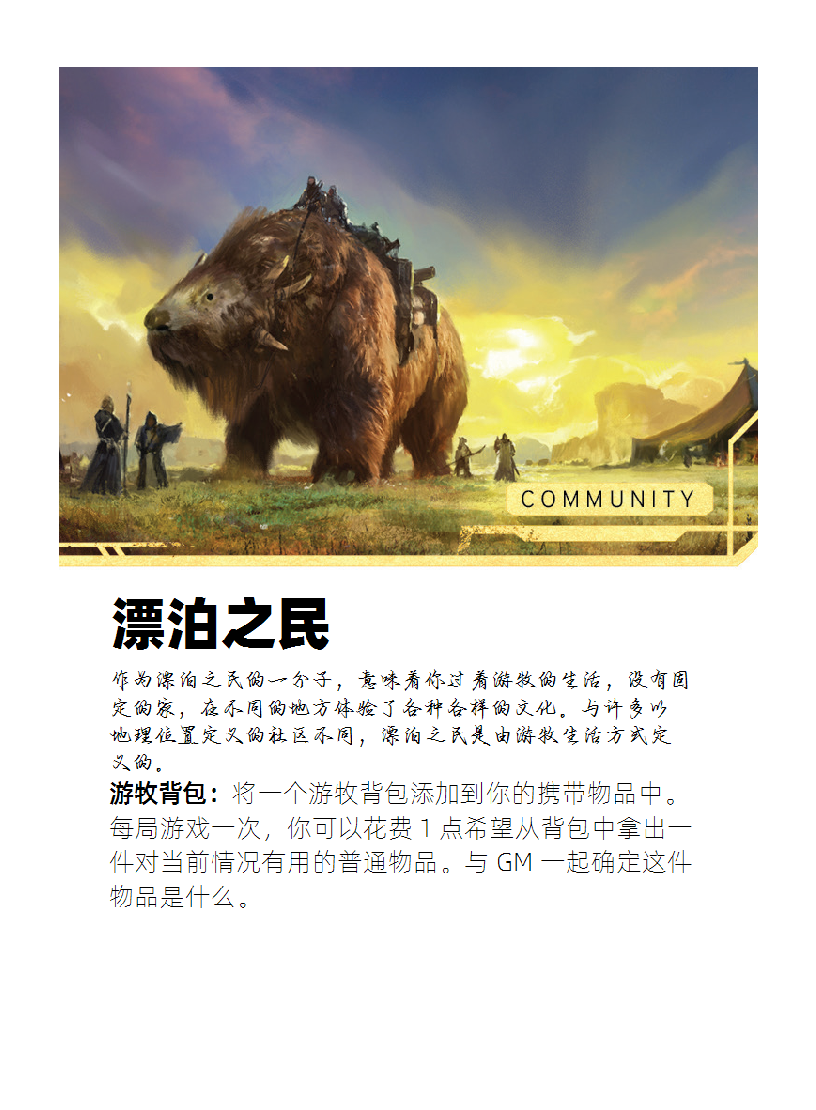 COMMUNITY
漂泊之民
作为漂泊之民的一分子，意味着你过着游牧的生活，没有固
定的家，在不同的地方体验了各种各样的文化。与许多以
地理位置定义的社区不同，漂泊之民是由游牧生活方式定
义的。
游牧背包：将一个游牧背包添加到你的携带物品中。
每局游戏一次，你可以花费 1 点希望从背包中拿出一
件对当前情况有用的普通物品。与 GM 一起确定这件
物品是什么。